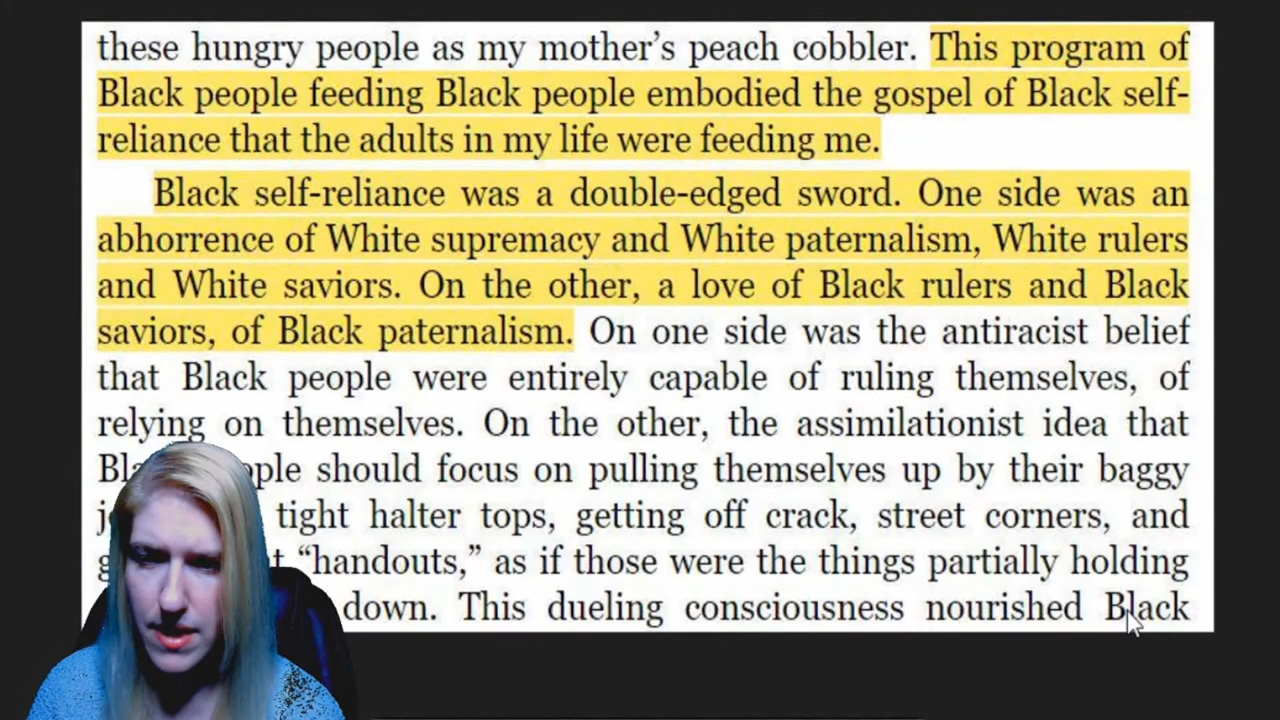 these hungry people as my mother's peach cobbler. This program of
Black people feeding Black people embodied the gospel of Black self-
reliance that the adults in my life were feeding me.
Black self-reliance was a double-edged sword. One side was an
abhorrence of White supremacy and White paternalism, White rulers
and White saviors. On the other, a love of Black rulers and Black
saviors, of Black paternalism. On one side was the antiracist belief
that Black people were entirely capable of ruling themselves, of
relying on themselves. On the other, the assimilationist idea that
should focus on pulling themselves up by their baggy
tight halter tops, getting off crack, street corners, and
“handouts,” as if those were the things partially holding
down. This dueling consciousness nourished Black